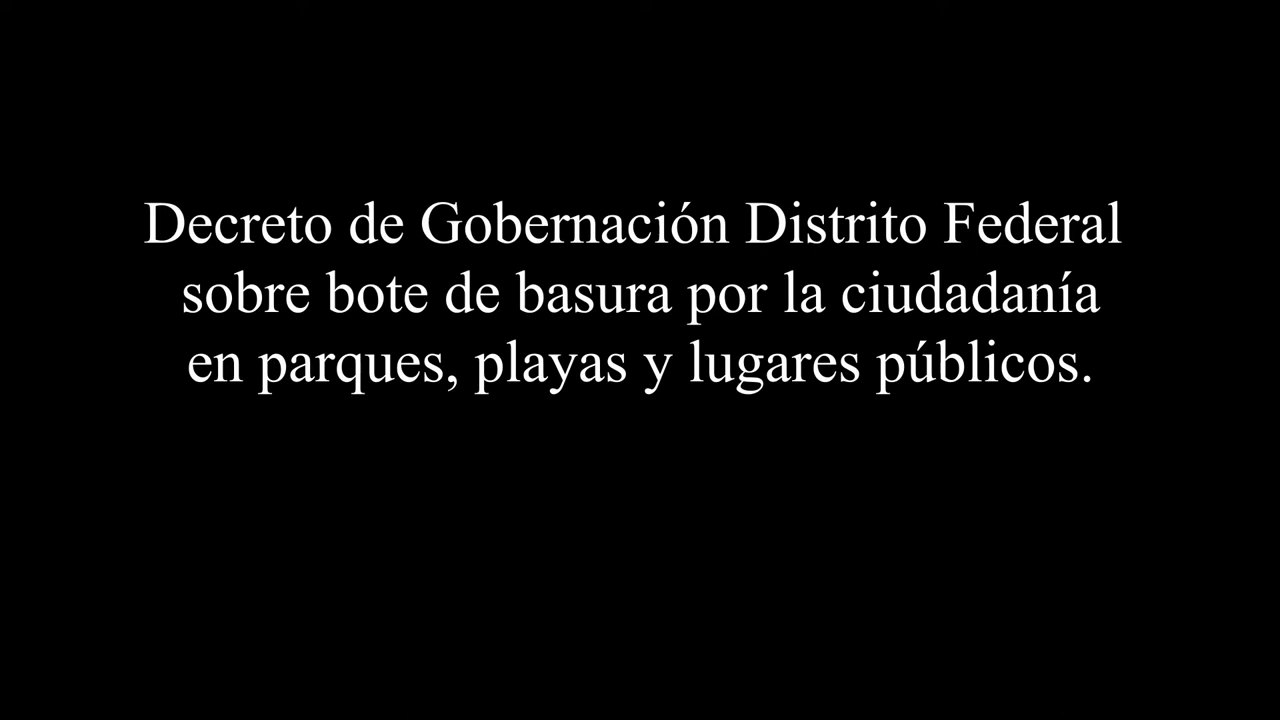 Decreto de Gobernación Distrito Federal
sobre bote de basura por la ciudadanía
en parques, playas y lugares públicos.